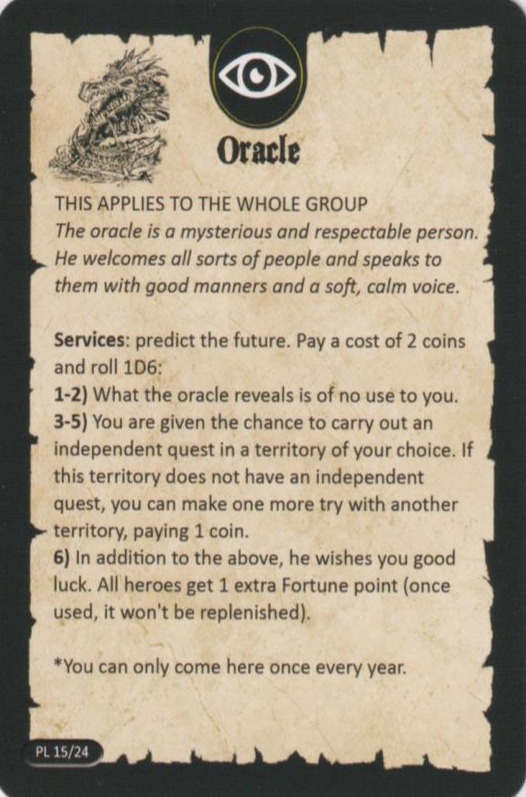 Oracle
THIS APPLIES TO THE WHOLE GROUP
The oracle is a mysterious and respectable person.
He welcomes all sorts of people and speaks to
them with good manners and a soft, calm voice.
Services: predict the future. Pay a cost of 2 coins
and roll 1D6:
1-2) What the oracle reveals is of no use to you.
3-5) You are given the chance to carry out an
independent quest in a territory of your choice. If
this territory does not have an independent
quest, you can make one more try with another
territory, paying 1 coin.
6) In addition to the above, he wishes you good
luck. All heroes get 1 extra Fortune point (once
used, it won't be replenished).
*You can only come here once every year.
PL 15/24